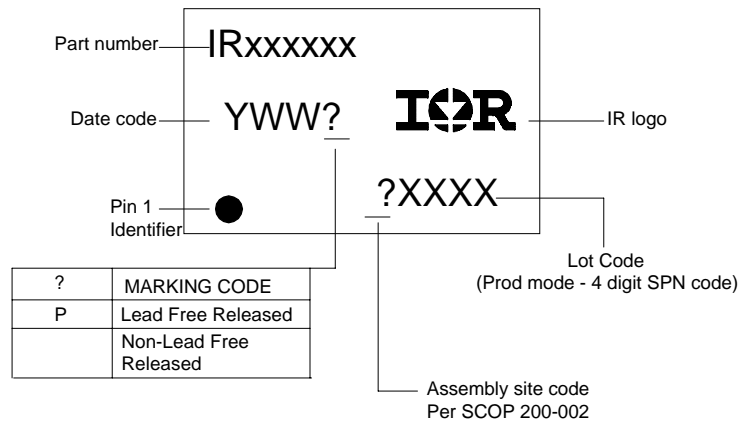 Part number
IRxxxxxx
Date code
YWW?
IOR
IR logo
Pin 1
Identifier
?XXXX
Lot Code
(Prod mode - 4 digit SPN code)
? MARKING CODE
P Lead Free Released
Non-Lead Free
Released
Assembly site code
Per SCOP 200-002